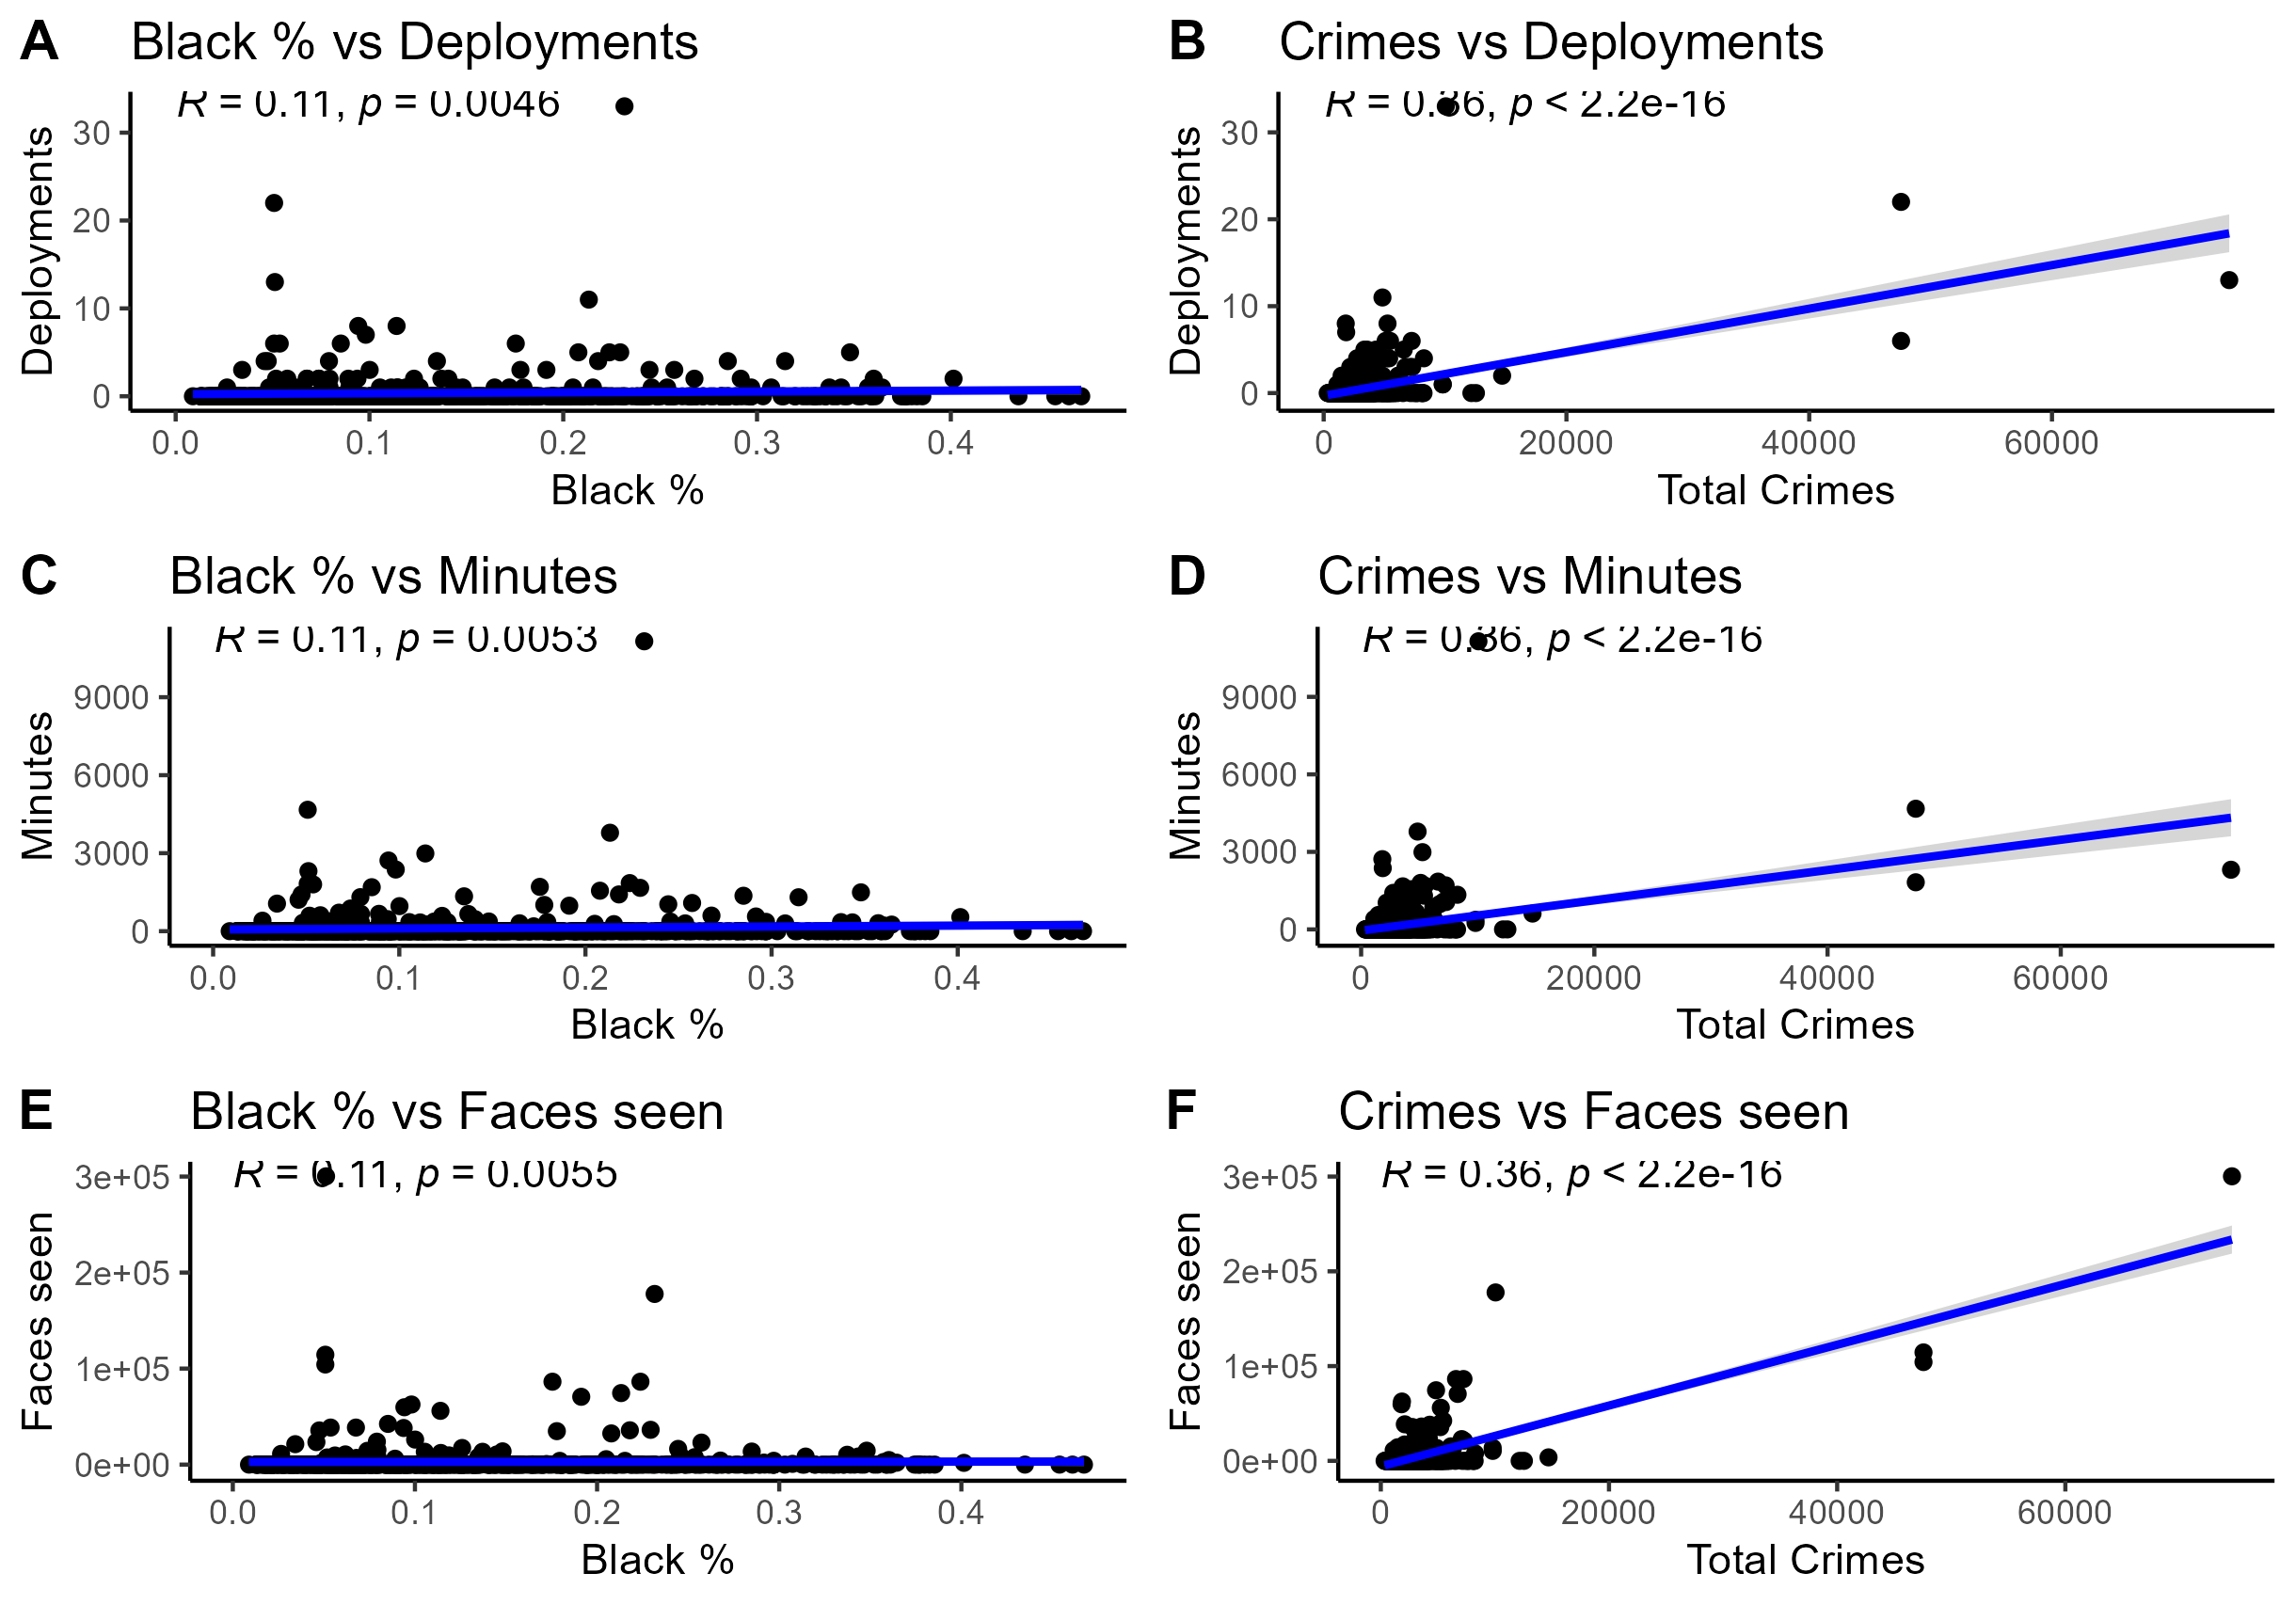 A Black % vs Deployments
R = 0.11, p = 0.0046
Deployments
30
20
10
0
0.0 0.1 0.2 0.3 0.4
Black %
B Crimes vs Deployments
R = 0.36, p < 2.2e-16
Deployments
30
20
10
0
0 20000 40000 60000
Total Crimes
C Black % vs Minutes
R = 0.11, p = 0.0053
Minutes
9000
6000
3000
0
0.0 0.1 0.2 0.3 0.4
Black %
D Crimes vs Minutes
R = 0.36, p < 2.2e-16
Minutes
9000
6000
3000
0
0 20000 40000 60000
Total Crimes
E Black % vs Faces seen
R = 0.11, p = 0.0055
Faces seen
3e+05
2e+05
1e+05
0e+00
0.0 0.1 0.2 0.3 0.4
Black %
F Crimes vs Faces seen
R = 0.36, p < 2.2e-16
Faces seen
3e+05
2e+05
1e+05
0e+00
0 20000 40000 60000
Total Crimes